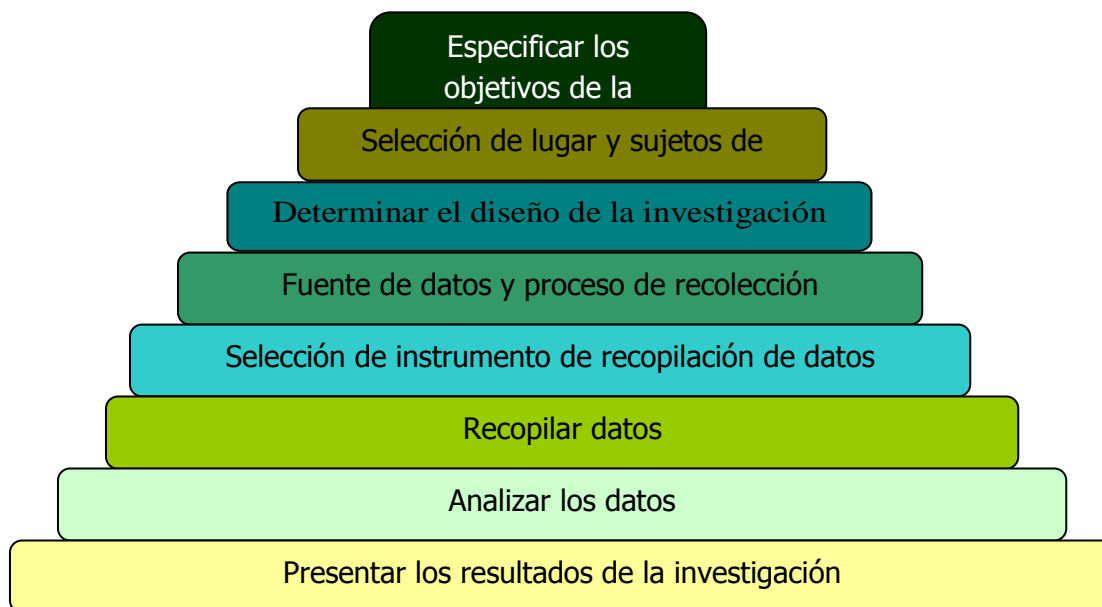 Especificar los
objetivos de la
Selección de lugar y sujetos de
Determinar el diseño de la investigación
Fuente de datos y proceso de recolección
Selección de instrumento de recopilación de datos
Recopilar datos
Analizar los datos
Presentar los resultados de la investigación